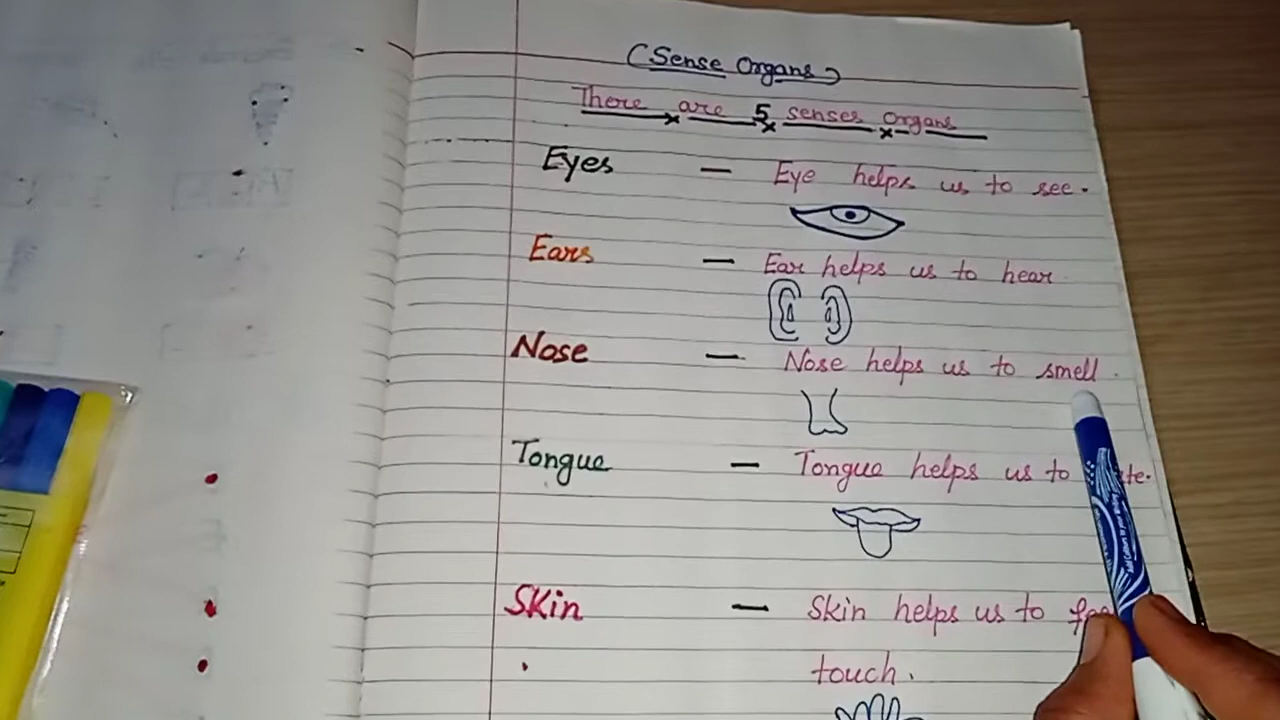 (Sense Organs)
There are 5 senses organs
Eyes — Eye helps us to see.
Ears — Ear helps us to hear
Nose — Nose helps us to smell.
Tongue — Tongue helps us to
Skin — Skin helps us to
touch.